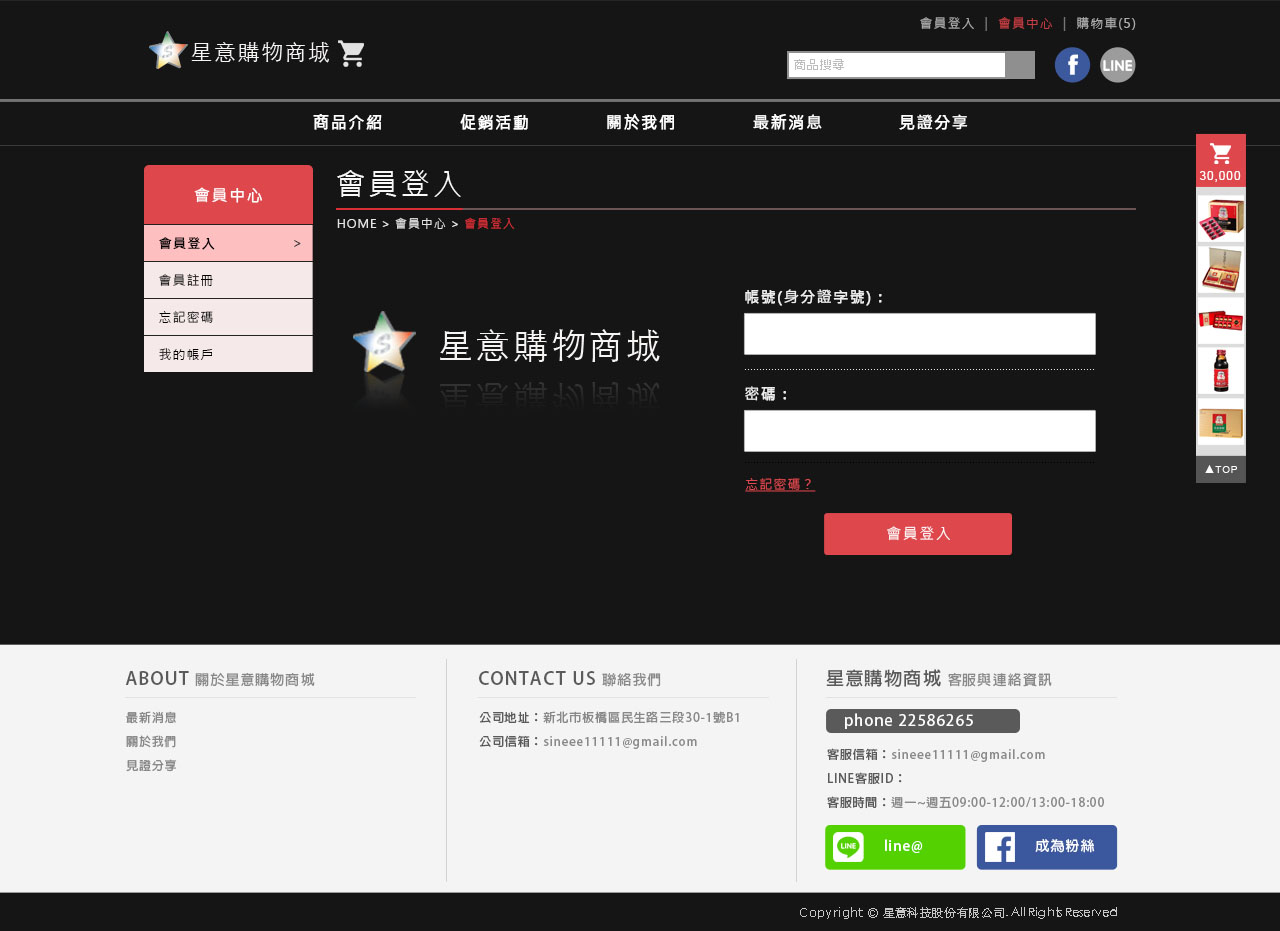 會員登入 | 會員中心 | 購物車(5)
S 星意購物商城
商品搜尋
f LINE
商品介紹 促銷活動 關於我們 最新消息 見證分享
30,000
▲TOP
會員中心
會員登入 >
會員註冊
忘記密碼
我的帳戶
會員登入
HOME > 會員中心 > 會員登入
S 星意購物商城
帳號(身分證字號)：
密碼：
忘記密碼？
會員登入
ABOUT 關於星意購物商城
最新消息
關於我們
見證分享
CONTACT US 聯絡我們
公司地址：新北市板橋區民生路三段30-1號B1
公司信箱：sineee11111@gmail.com
星意購物商城 客服與連絡資訊
phone 22586265
客服信箱：sineee11111@gmail.com
LINE客服ID：
客服時間：週一~週五09:00-12:00/13:00-18:00
LINE line@
成為粉絲
Copyright © 星意科技股份有限公司. All Rights Reserved